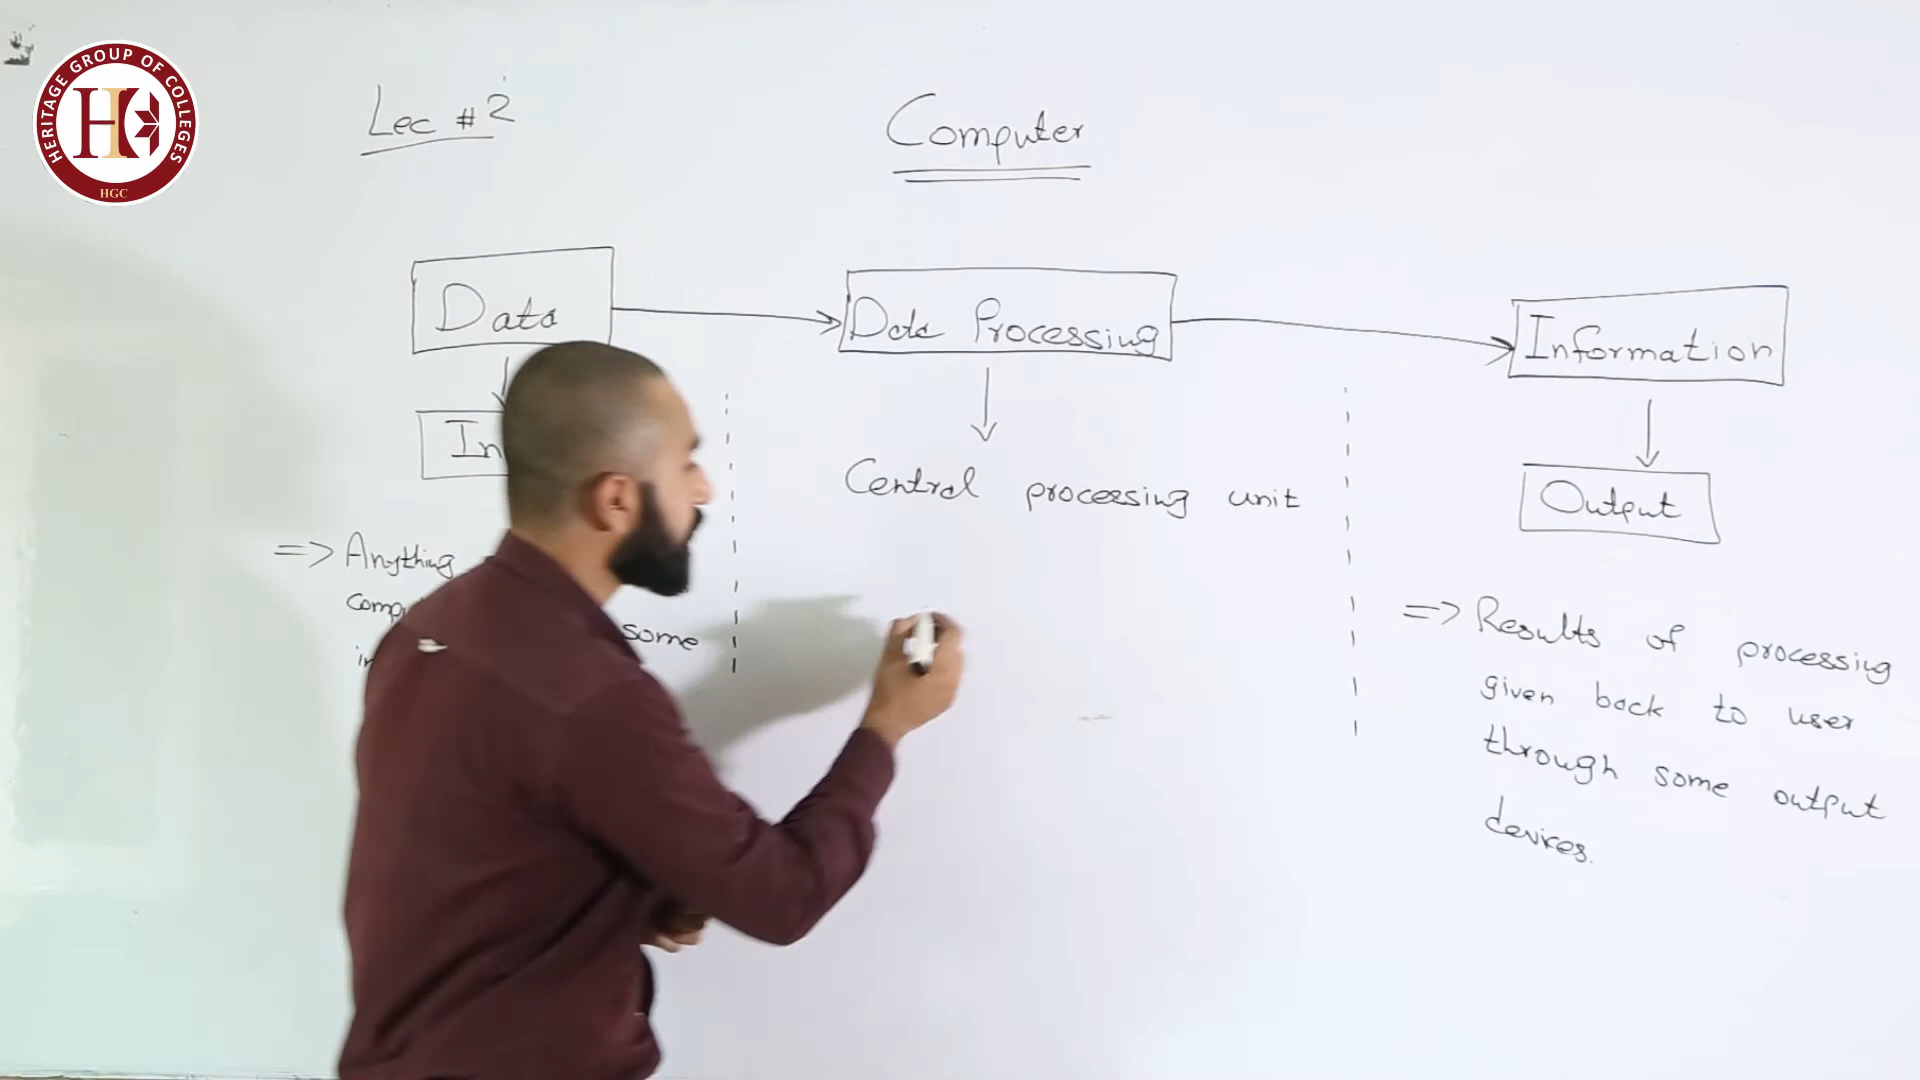 HERITAGE GROUP OF COLLEGES
HGC
Lec # 2
Computer
Data
Data Processing
Information
In
Central processing unit
Output
=> Anything
comp
some
in
=> Results of processing
given back to user
through some output
devices.